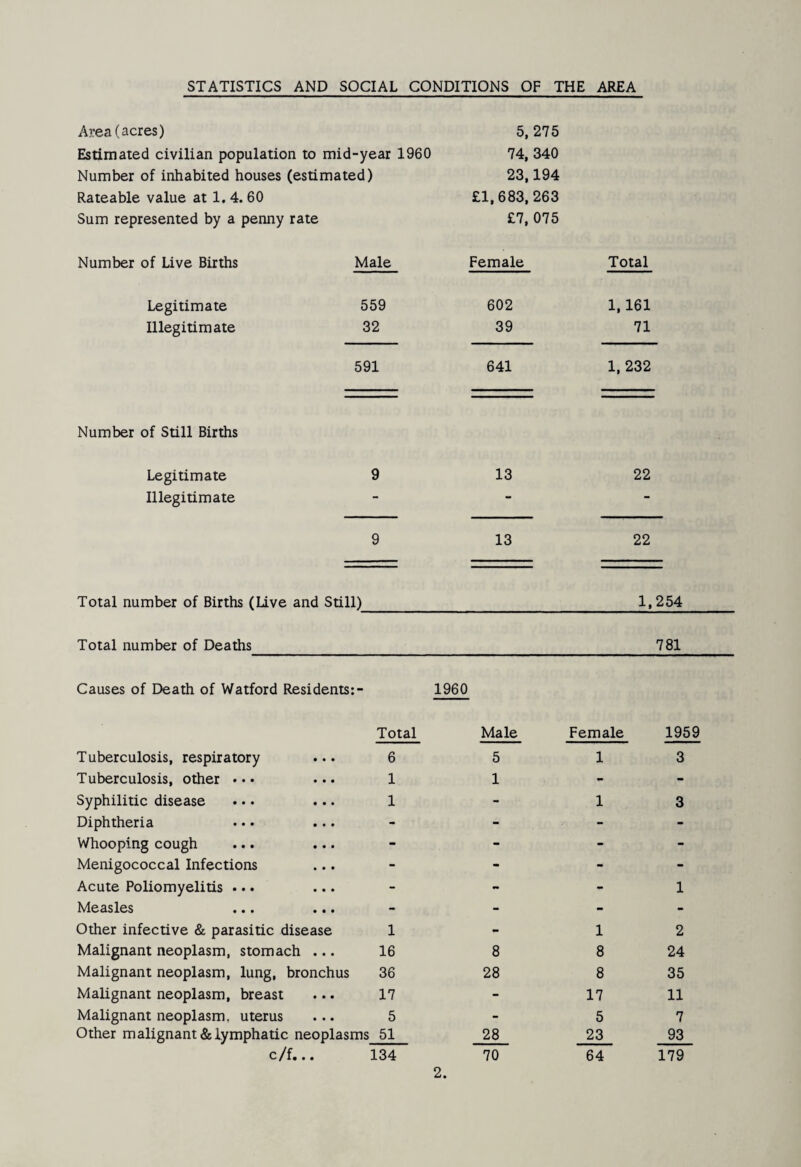 STATISTICS AND SOCIAL CONDITIONS OF THE AREA
Area (acres) 5, 275
Estimated civilian population to mid-year 1960 74, 340
Number of inhabited houses (estimated) 23, 194
Rateable value at 1. 4. 60 £1, 683, 263
Sum represented by a penny rate £7, 075
Number of Live Births Male Female Total
Legitimate 559 602 1, 161
Illegitimate 32 39 71
591 641 1, 232
Number of Still Births
Legitimate 9 13 22
Illegitimate - - -
9 13 22
Total number of Births (Live and Still) 1, 254
Total number of Deaths 781
Causes of Death of Watford Residents:- 1960
Total Male Female 1959
Tuberculosis, respiratory ... 6 5 1 3
Tuberculosis, other ... ... 1 1 - -
Syphilitic disease ... ... 1 - 1 3
Diphtheria ... ... - - - -
Whooping cough ... ... - - - -
Menigococcal Infections ... - - - -
Acute Poliomyelitis ... ... - - - 1
Measles ... ... - - - -
Other infective & parasitic disease 1 - 1 2
Malignant neoplasm, stomach ... 16 8 8 24
Malignant neoplasm, lung, bronchus 36 28 8 35
Malignant neoplasm, breast ... 17 - 17 11
Malignant neoplasm, uterus ... 5 - 5 7
Other malignant & lymphatic neoplasms 51 28 23 93
c/f... 134 70 64 179
2.